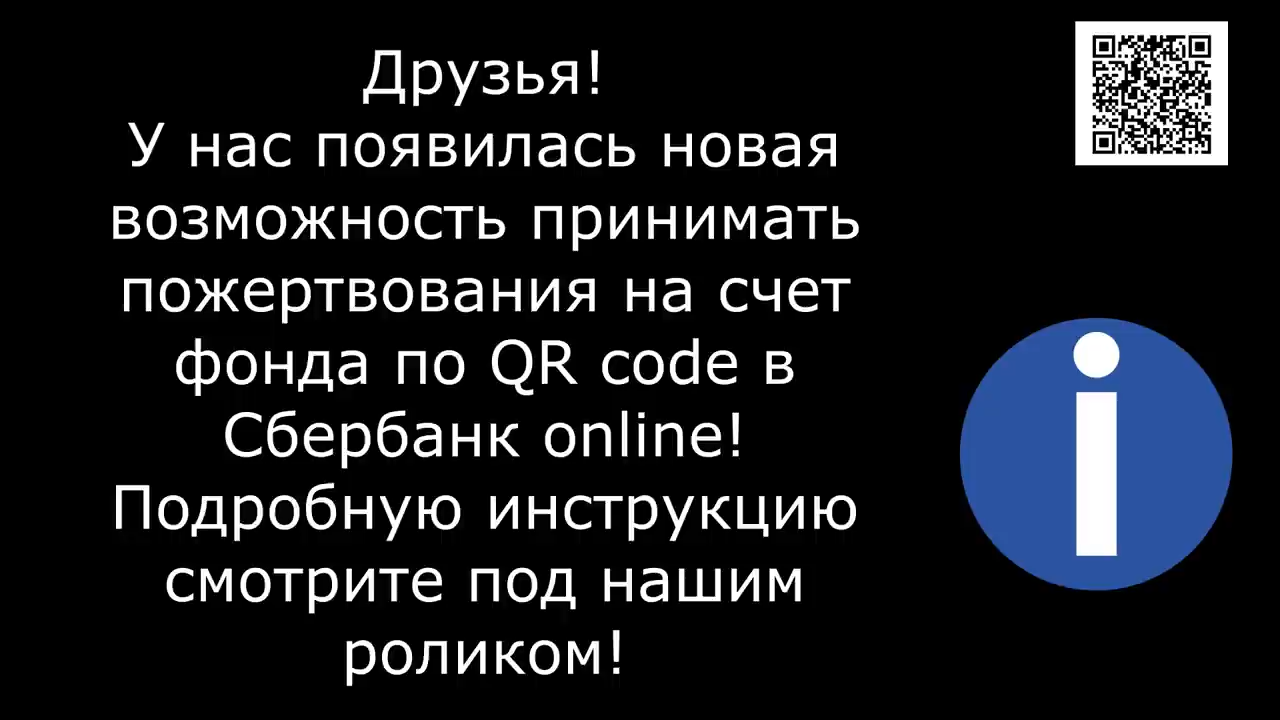 Друзья!
У нас появилась новая
возможность принимать
пожертвования на счет
фонда по QR code в
Сбербанк online!
Подробную инструкцию
смотрите под нашим
роликом!